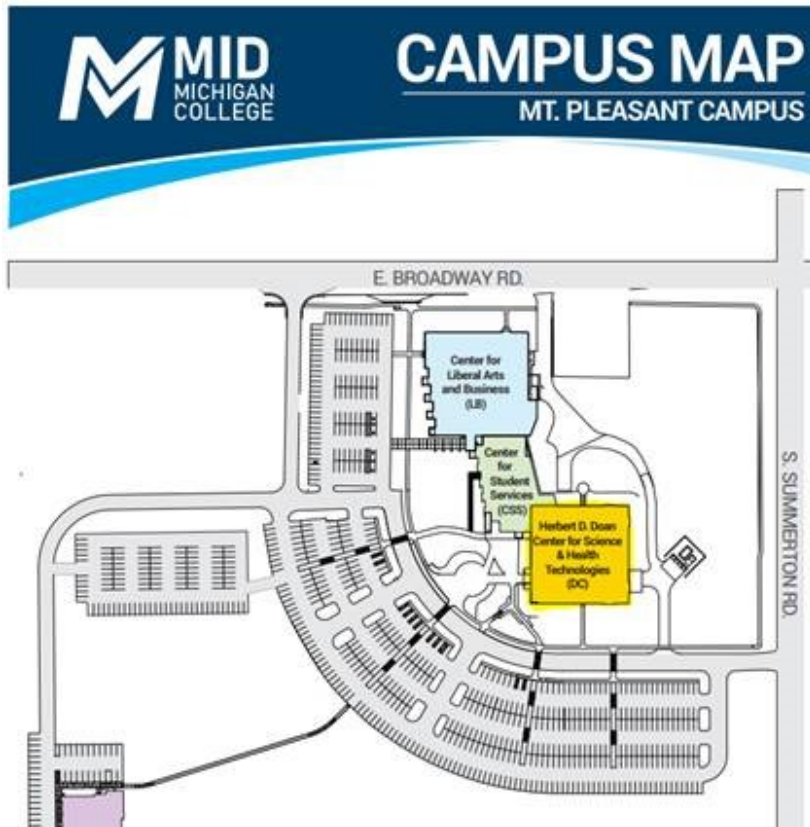 MID
MICHIGAN
COLLEGE
CAMPUS MAP
MT. PLEASANT CAMPUS
E. BROADWAY RD.
Center for
Liberal Arts
and Business
(LB)
Center
for
Student
Services
(CSS)
Herbert D. Doan
Center for Science
& Health
Technologies
(DC)
S. SUMMERTON RD.